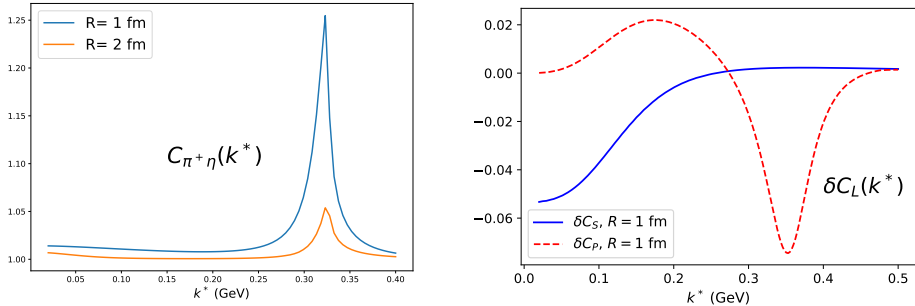 1.25
1.20
1.15
1.10
1.05
1.00
R= 1 fm
R= 2 fm
C_{π⁺η}(k*)
0.05 0.10 0.15 0.20 0.25 0.30 0.35 0.40
k* (GeV)
0.02
0.00
−0.02
−0.04
−0.06
δC_L(k*)
δC_S, R = 1 fm
δC_P, R = 1 fm
0.0 0.1 0.2 0.3 0.4 0.5
k* (GeV)